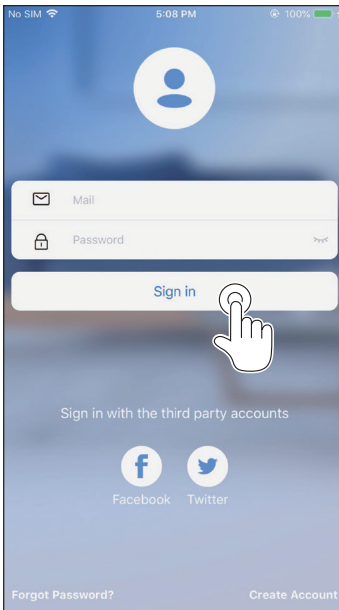 No SIM 5:08 PM 100%
Mail
Password
Sign in
Sign in with the third party accounts
Facebook Twitter
Forgot Password? Create Account